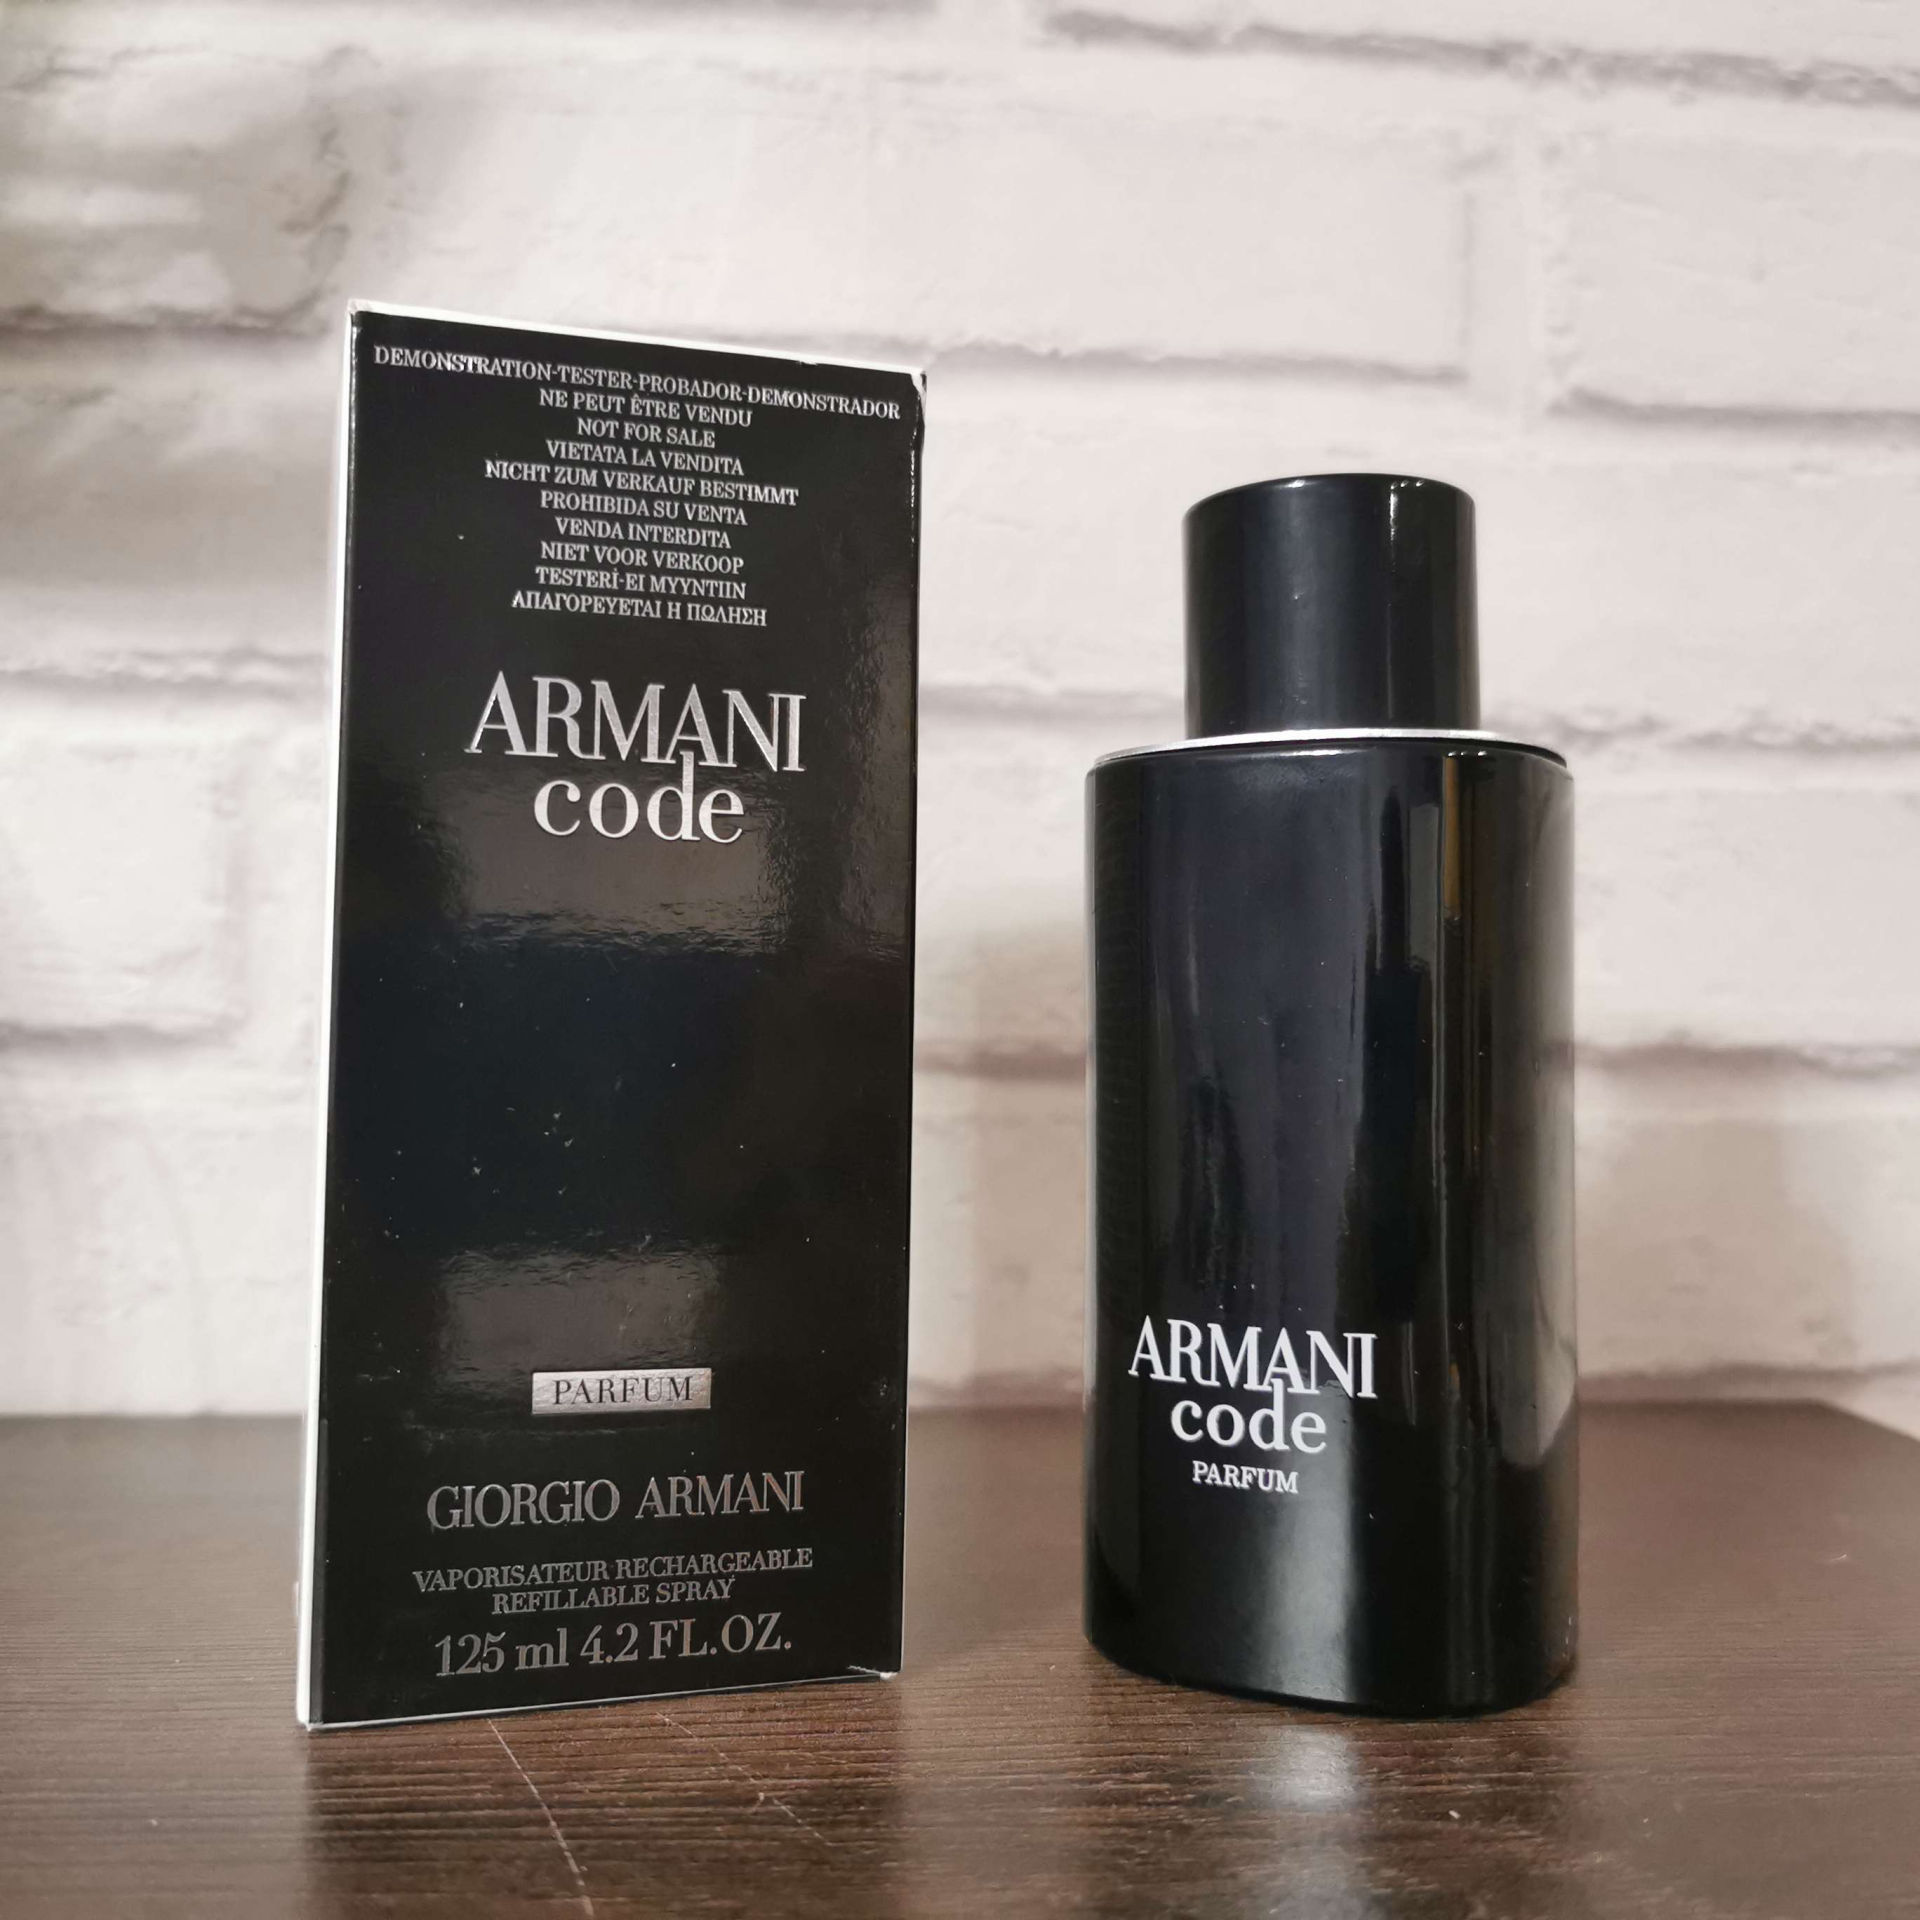 DEMONSTRATION-TESTER-PROBADOR-DEMONSTRADOR
NE PEUT ÊTRE VENDU
NOT FOR SALE
VIETATA LA VENDITA
NICHT ZUM VERKAUF BESTIMMT
PROHIBIDA SU VENTA
VENDA INTERDITA
NIET VOOR VERKOOP
TESTERİ-EI MYYNTIIN
ΑΠΑΓΟΡΕΥΕΤΑΙ Η ΠΩΛΗΣΗ
ARMANI
code
PARFUM
GIORGIO ARMANI
VAPORISATEUR RECHARGEABLE
REFILLABLE SPRAY
125 ml 4.2 FL.OZ.
ARMANI
code
PARFUM